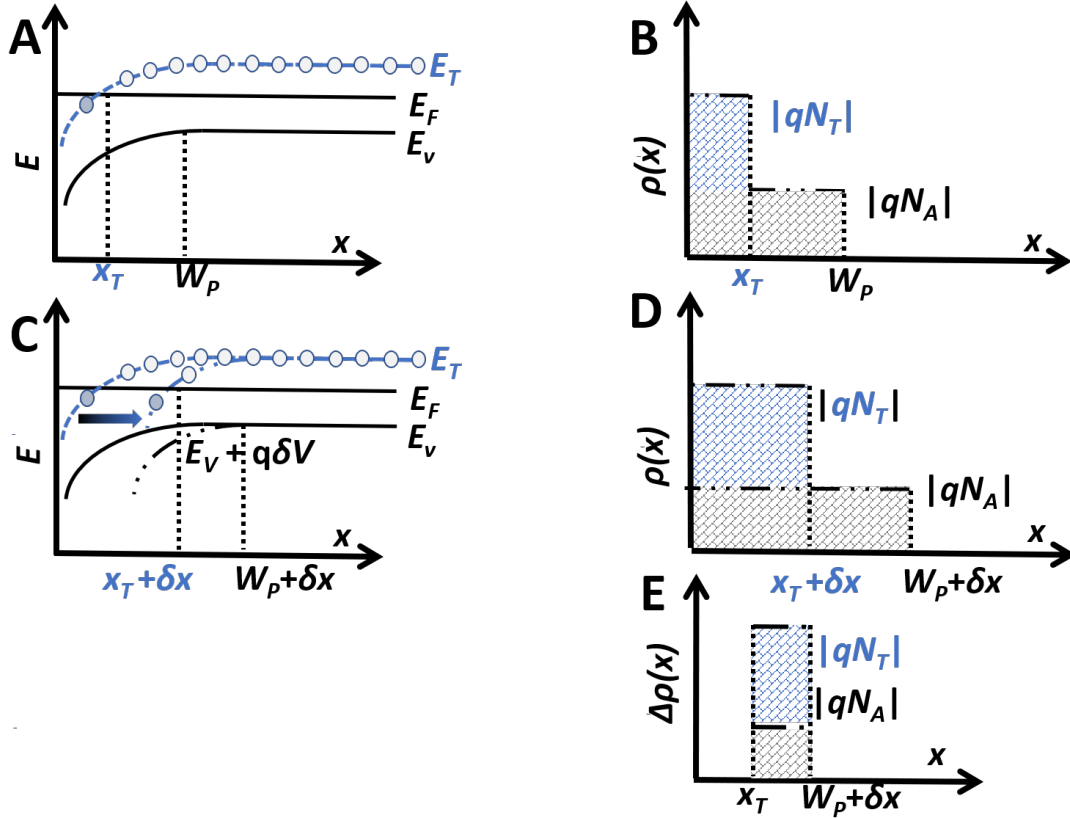 A
E
E_T
E_F
E_v
x_T
W_P
x
B
ρ(x)
|qN_T|
|qN_A|
x_T
W_P
x
C
E
E_T
E_F
E_v
E_V + qδV
x
x_T +δx
W_P+δx
D
ρ(x)
|qN_T|
|qN_A|
x
x_T +δx
W_P+δx
E
Δρ(x)
|qN_T|
|qN_A|
x
x_T
W_P+δx